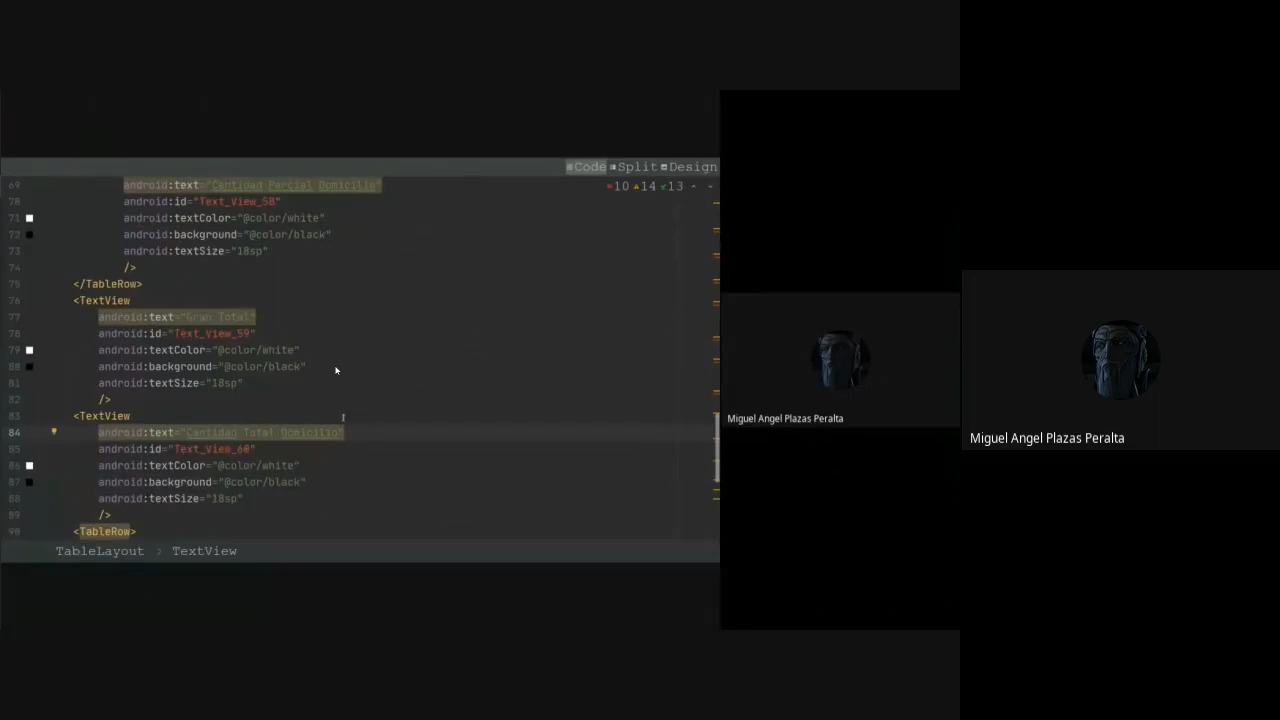 Code Split Design
69 android:text="Cantidad Parcial Domicilio"
10 14 13
70 android:id="Text_View_58"
71 android:textColor="@color/white"
72 android:background="@color/black"
73 android:textSize="18sp"
74 />
75 </TableRow>
76 <TextView
77 android:text="Gran Total"
78 android:id="Text_View_59"
79 android:textColor="@color/white"
80 android:background="@color/black"
81 android:textSize="18sp"
82 />
83 <TextView
84 android:text="Cantidad Total Domicilio"
85 android:id="Text_View_60"
86 android:textColor="@color/white"
87 android:background="@color/black"
88 android:textSize="18sp"
89 />
90 <TableRow>
TableLayout > TextView
Miguel Angel Plazas Peralta
Miguel Angel Plazas Peralta